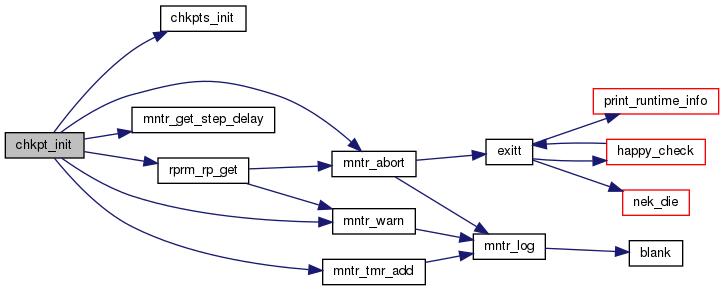 chkpt_init
chkpts_init
mntr_get_step_delay
rprm_rp_get
mntr_abort
mntr_warn
mntr_tmr_add
exitt
mntr_log
print_runtime_info
happy_check
nek_die
blank